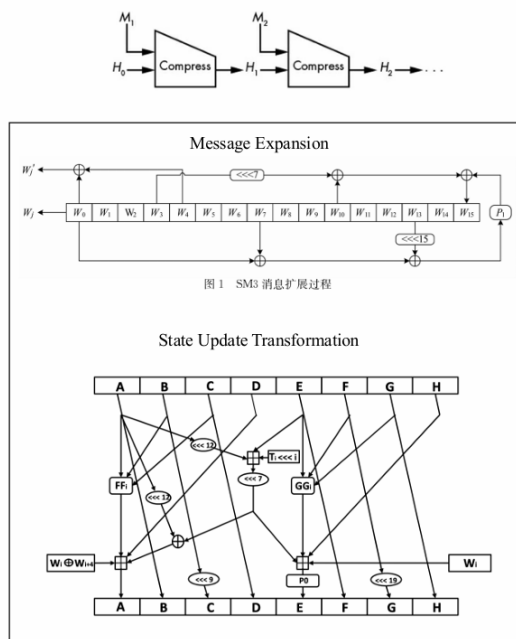 M₁ M₂
H₀ Compress H₁ Compress H₂ ...
Message Expansion
Wⱼ' ⊕ <<<7 ⊕ ⊕
Wⱼ W₀ W₁ W₂ W₃ W₄ W₅ W₆ W₇ W₈ W₉ W₁₀ W₁₁ W₁₂ W₁₃ W₁₄ W₁₅ P₁
<<<15
⊕ ⊕
图 1 SM3 消息扩展过程
State Update Transformation
A B C D E F G H
<<< 12
Tᵢ <<< i
FFᵢ <<< 7 GGᵢ
<<< 12
Wᵢ ⊕ Wᵢ₊₄ Wᵢ
<<< 9 P0 <<< 19
A B C D E F G H